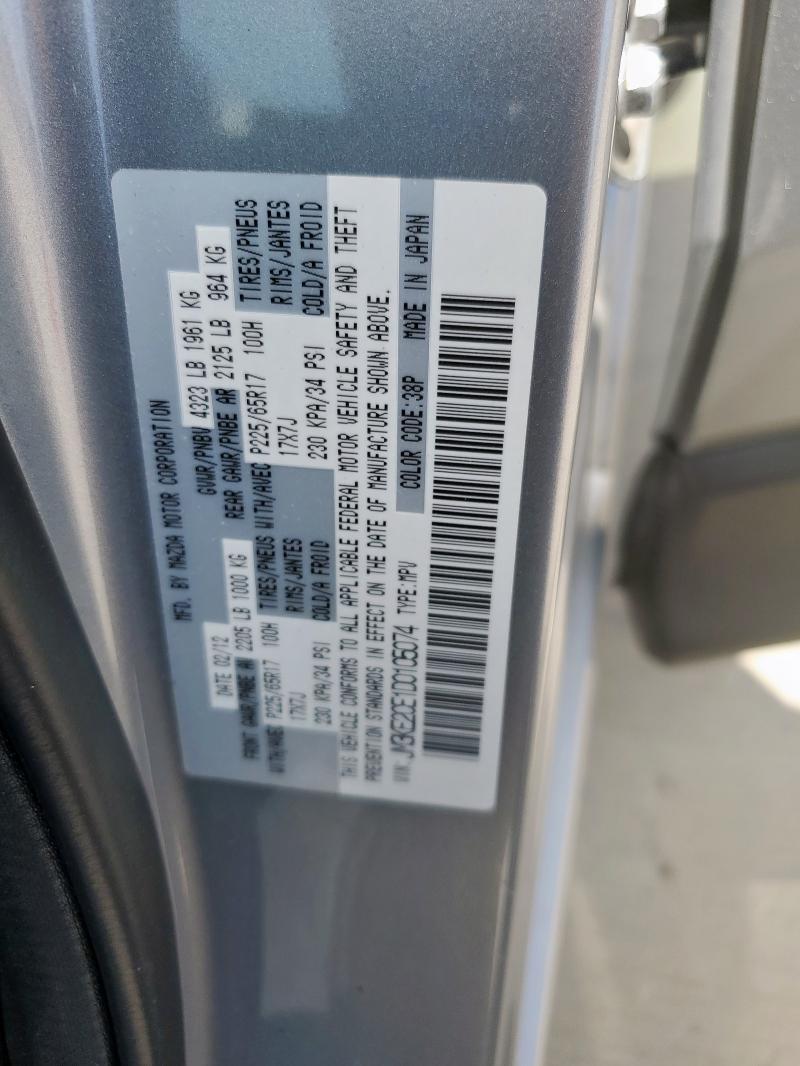 MFD. BY MAZDA MOTOR CORPORATION
DATE 02/12 GVWR/PNBV 4323 LB 1961 KG
FRONT GAWR/PNBE AV 2205 LB 1000 KG REAR GAWR/PNBE AR 2125 LB 964 KG
WITH/AVEC P225/65R17 100H TIRES/PNEUS WITH/AVEC P225/65R17 100H TIRES/PNEUS
17X7J RIMS/JANTES 17X7J RIMS/JANTES
230 KPA/34 PSI COLD/A FROID 230 KPA/34 PSI COLD/A FROID
THIS VEHICLE CONFORMS TO ALL APPLICABLE FEDERAL MOTOR VEHICLE SAFETY AND THEFT
PREVENTION STANDARDS IN EFFECT ON THE DATE OF MANUFACTURE SHOWN ABOVE.
VIN: JM3KE2CE1D0105074 TYPE:MPV COLOR CODE:38P MADE IN JAPAN